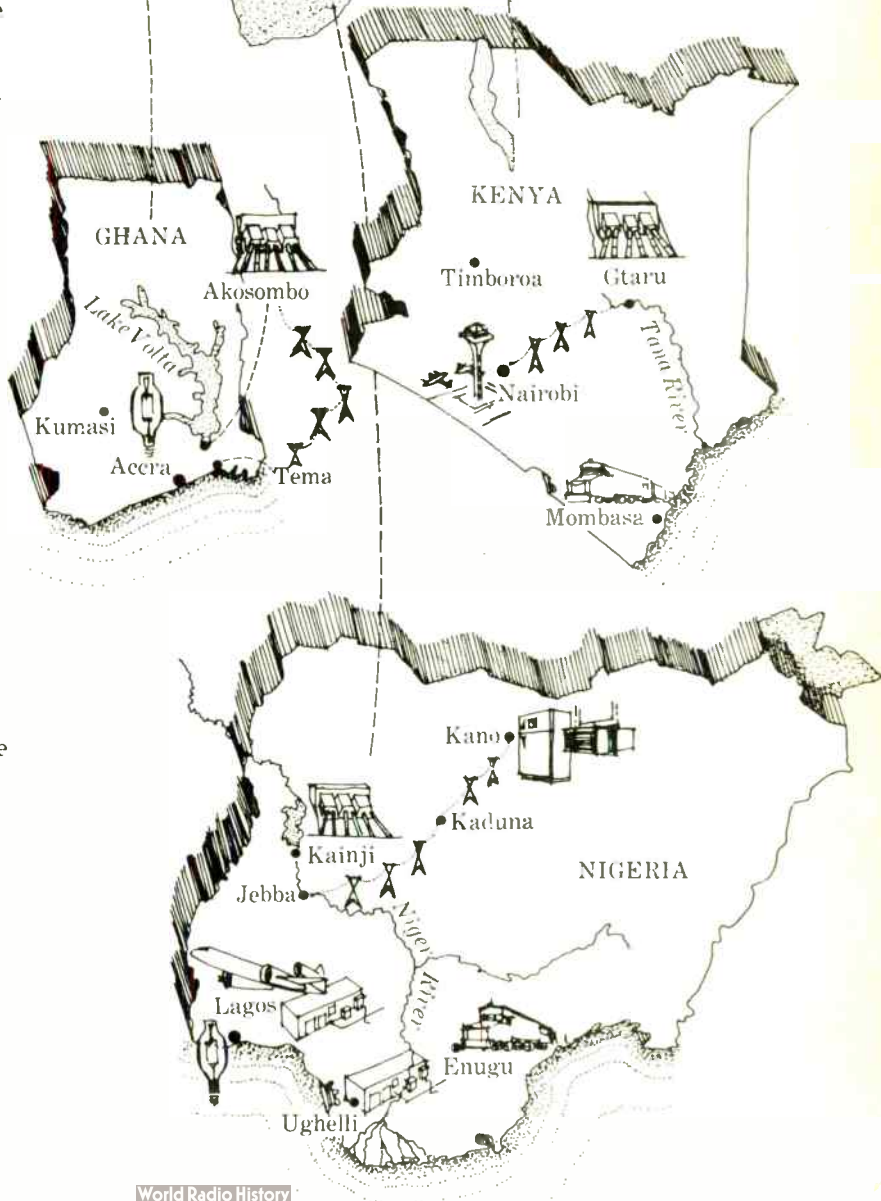 KENYA
GHANA
Timboroa
Gtaru
Akosombo
Lake Volta
Tana River
Nairobi
Kumasi
Accra
Tema
Mombasa
Kano
Kaduna
Kainji
NIGERIA
Jebba
Niger River
Lagos
Enugu
Ughelli
World Radio History